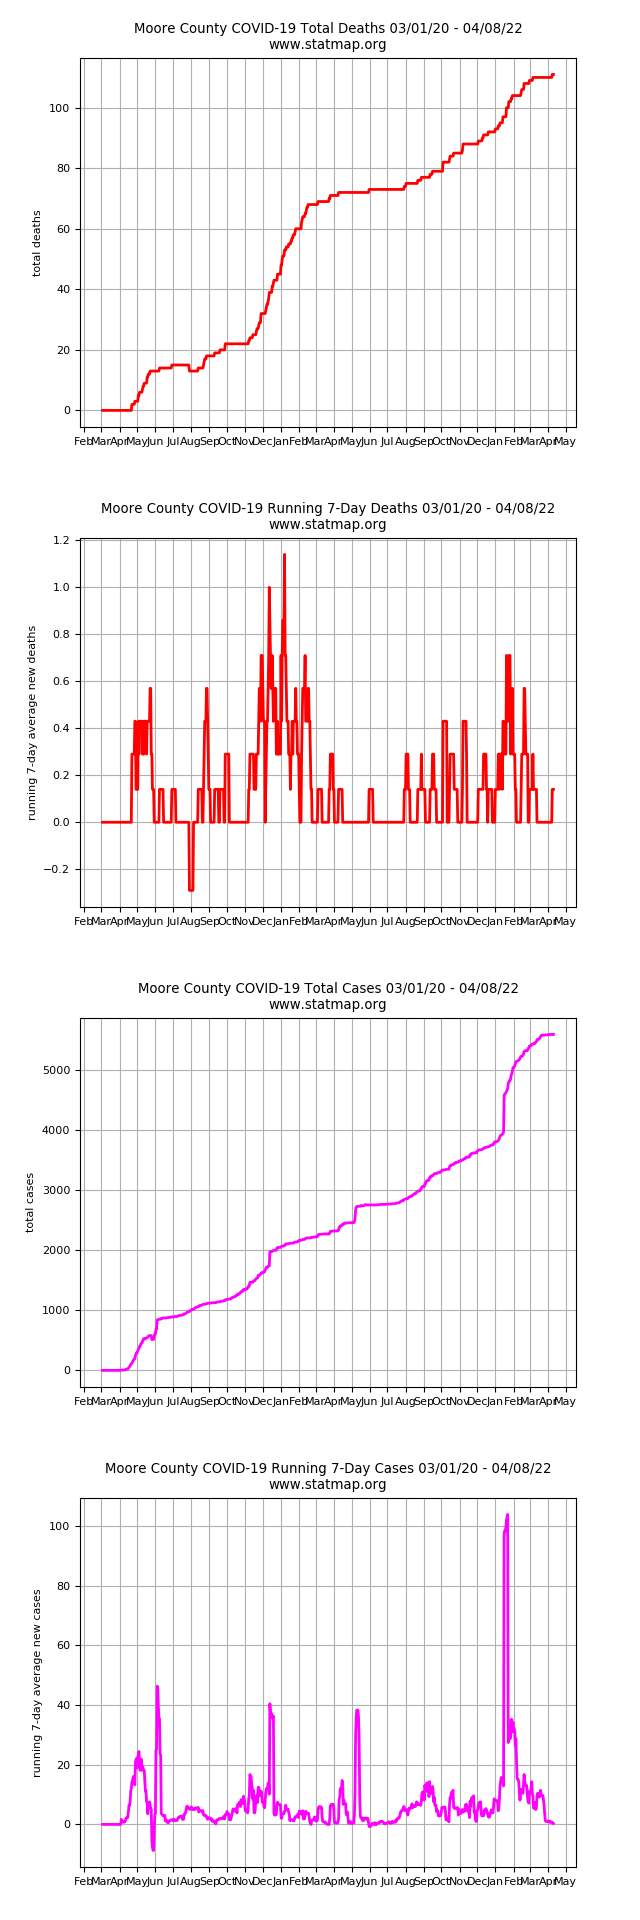 Moore County COVID-19 Total Deaths 03/01/20 - 04/08/22
www.statmap.org
total deaths
100
80
60
40
20
0
Feb Mar Apr May Jun Jul Aug Sep Oct Nov Dec Jan Feb Mar Apr May Jun Jul Aug Sep Oct Nov Dec Jan Feb Mar Apr May
Moore County COVID-19 Running 7-Day Deaths 03/01/20 - 04/08/22
www.statmap.org
running 7-day average new deaths
1.2
1.0
0.8
0.6
0.4
0.2
0.0
−0.2
Feb Mar Apr May Jun Jul Aug Sep Oct Nov Dec Jan Feb Mar Apr May Jun Jul Aug Sep Oct Nov Dec Jan Feb Mar Apr May
Moore County COVID-19 Total Cases 03/01/20 - 04/08/22
www.statmap.org
total cases
5000
4000
3000
2000
1000
0
Feb Mar Apr May Jun Jul Aug Sep Oct Nov Dec Jan Feb Mar Apr May Jun Jul Aug Sep Oct Nov Dec Jan Feb Mar Apr May
Moore County COVID-19 Running 7-Day Cases 03/01/20 - 04/08/22
www.statmap.org
running 7-day average new cases
100
80
60
40
20
0
Feb Mar Apr May Jun Jul Aug Sep Oct Nov Dec Jan Feb Mar Apr May Jun Jul Aug Sep Oct Nov Dec Jan Feb Mar Apr May